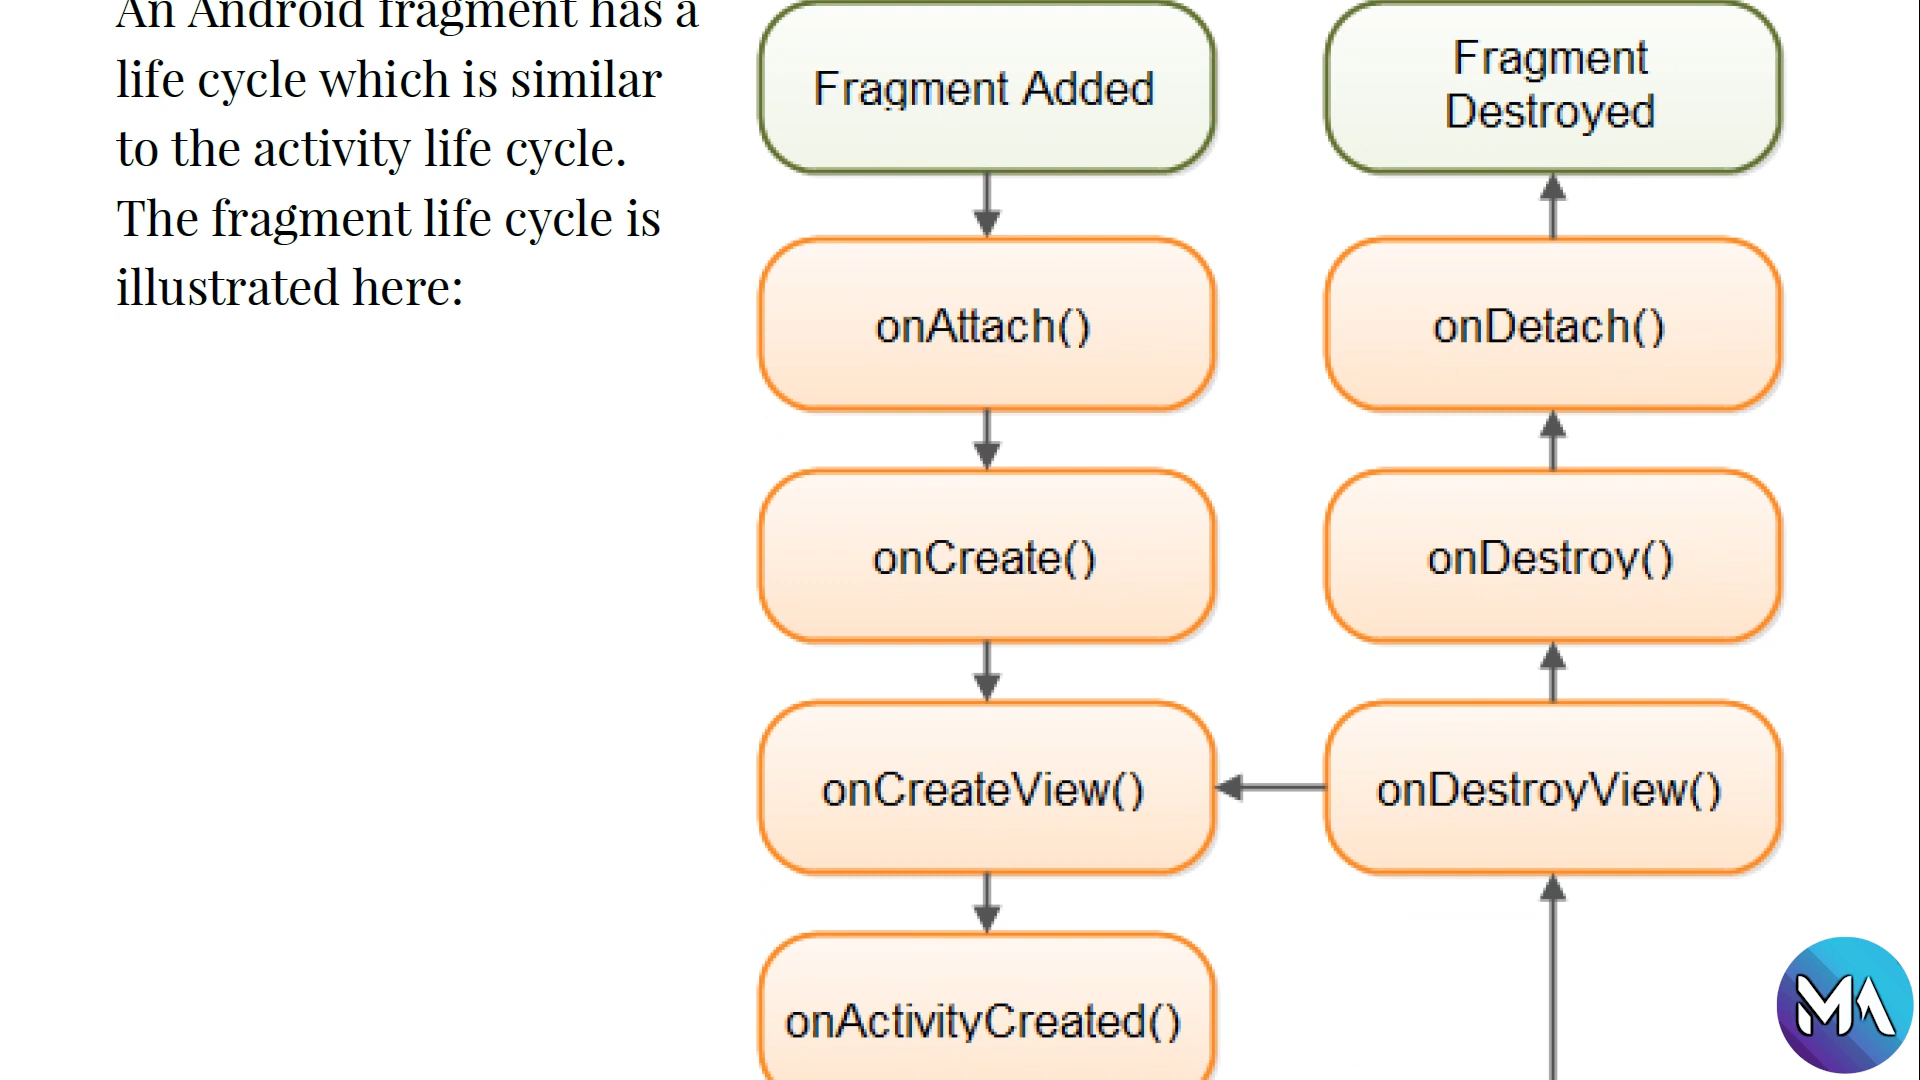 An Android fragment has a
life cycle which is similar
to the activity life cycle.
The fragment life cycle is
illustrated here:
Fragment Added
onAttach()
onCreate()
onCreateView()
onActivityCreated()
Fragment
Destroyed
onDetach()
onDestroy()
onDestroyView()
MA